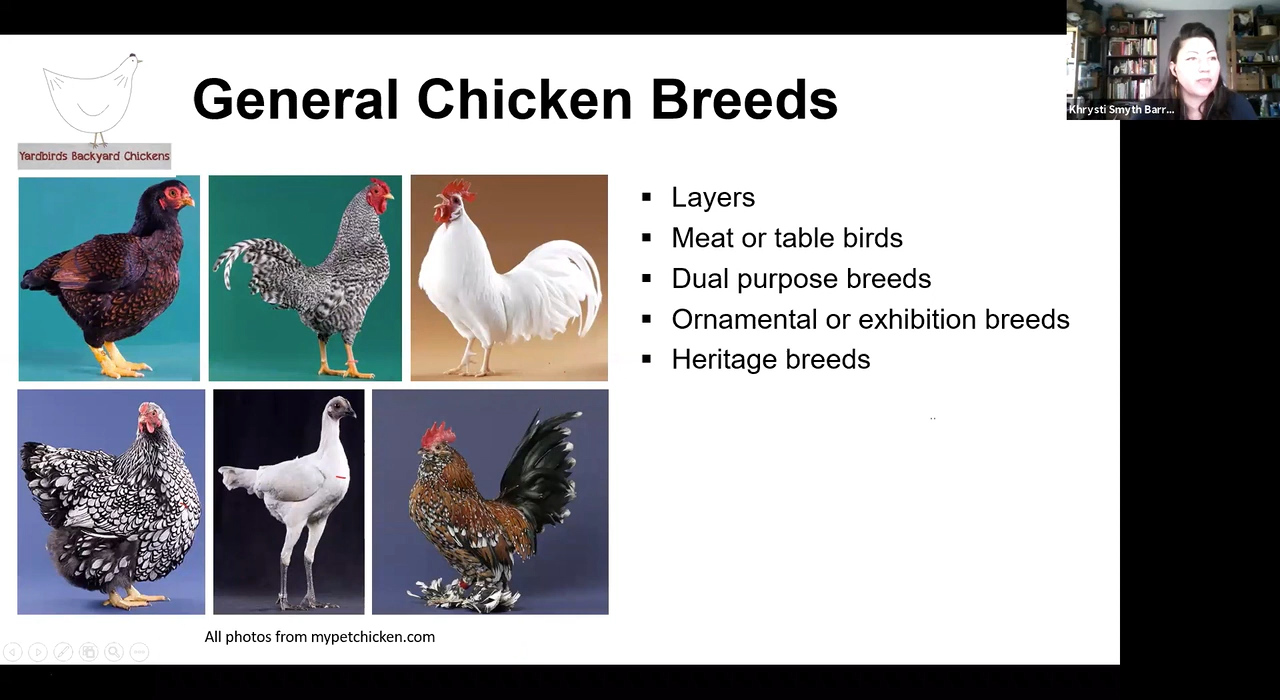 General Chicken Breeds
Khrysti Smyth Barr...
Yardbirds Backyard Chickens
▪ Layers
▪ Meat or table birds
▪ Dual purpose breeds
▪ Ornamental or exhibition breeds
▪ Heritage breeds
All photos from mypetchicken.com